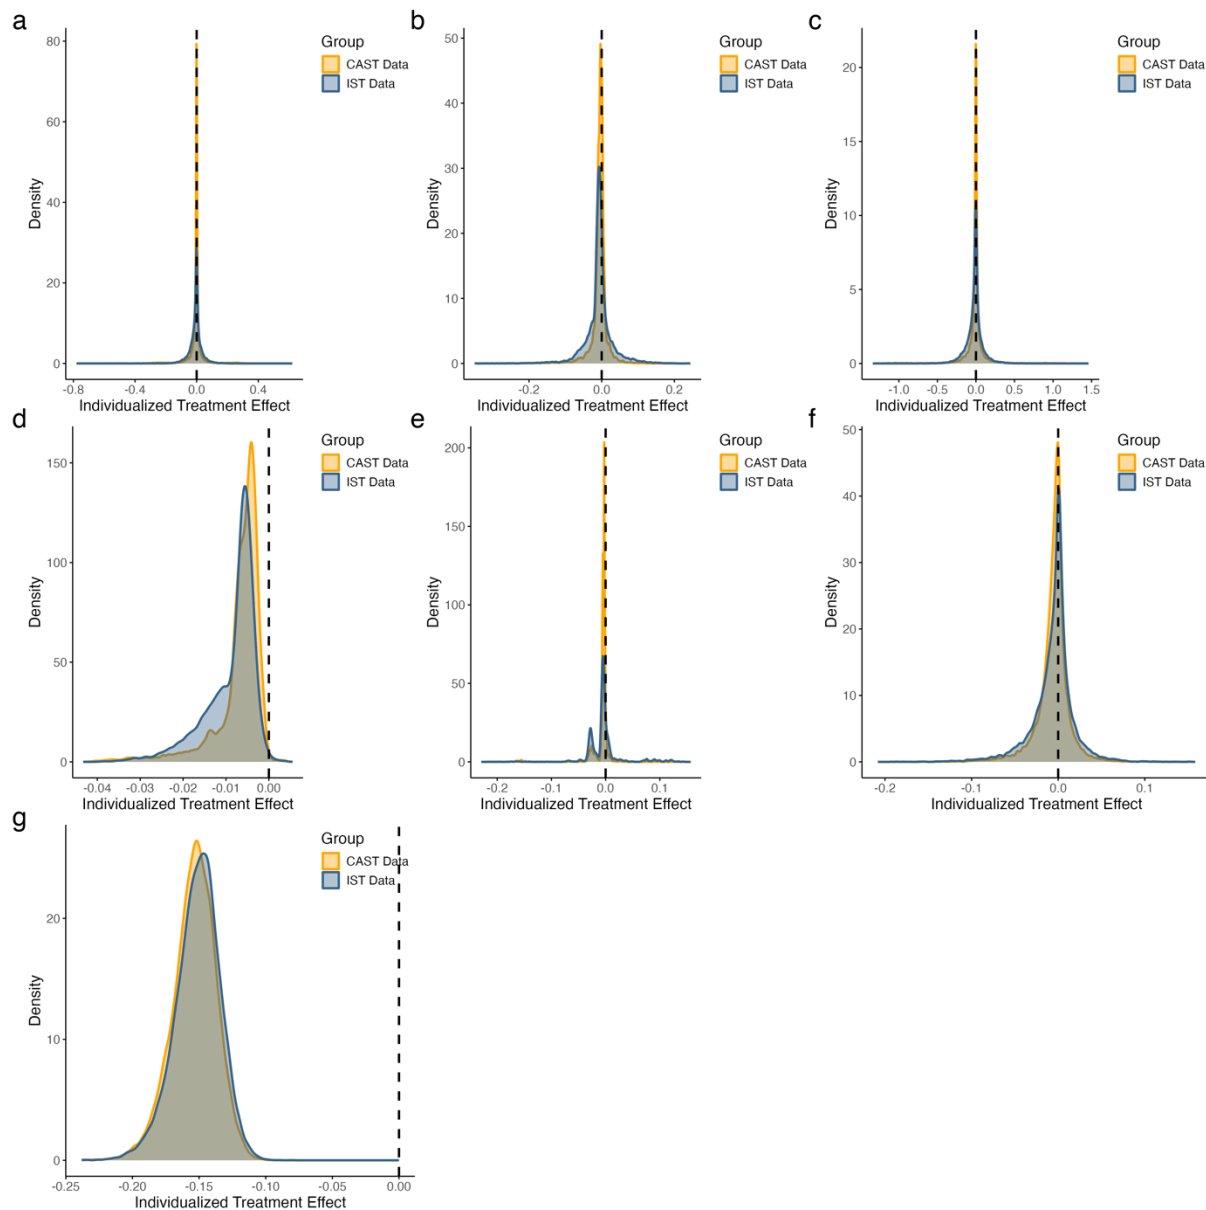 a
Group
CAST Data
IST Data
80
60
40
20
0
Density
-0.8 -0.4 0.0 0.4
Individualized Treatment Effect
b
Group
CAST Data
IST Data
50
40
30
20
10
0
Density
-0.2 0.0 0.2
Individualized Treatment Effect
c
Group
CAST Data
IST Data
20
15
10
5
0
Density
-1.0 -0.5 0.0 0.5 1.0 1.5
Individualized Treatment Effect
d
Group
CAST Data
IST Data
150
100
50
0
Density
-0.04 -0.03 -0.02 -0.01 0.00
Individualized Treatment Effect
e
Group
CAST Data
IST Data
200
150
100
50
0
Density
-0.2 -0.1 0.0 0.1
Individualized Treatment Effect
f
Group
CAST Data
IST Data
50
40
30
20
10
0
Density
-0.2 -0.1 0.0 0.1
Individualized Treatment Effect
g
Group
CAST Data
IST Data
20
10
0
Density
-0.25 -0.20 -0.15 -0.10 -0.05 0.00
Individualized Treatment Effect